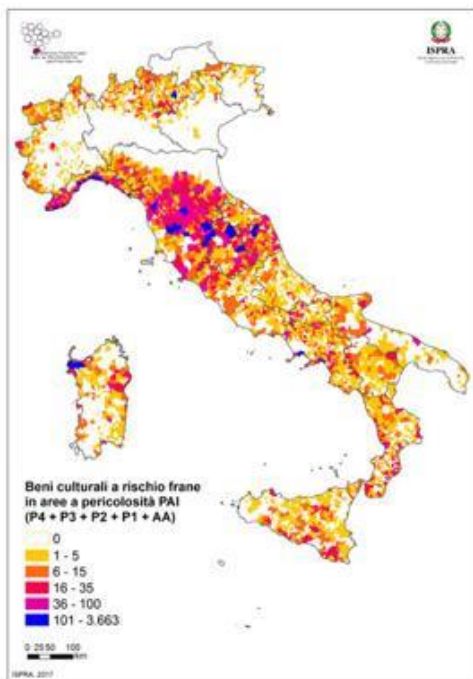 ISPRA
Beni culturali a rischio frane
in aree a pericolosità PAI
(P4 + P3 + P2 + P1 + AA)
0
1 - 5
6 - 15
16 - 35
36 - 100
101 - 3.663
0 25 50 100
km
ISPRA, 2017